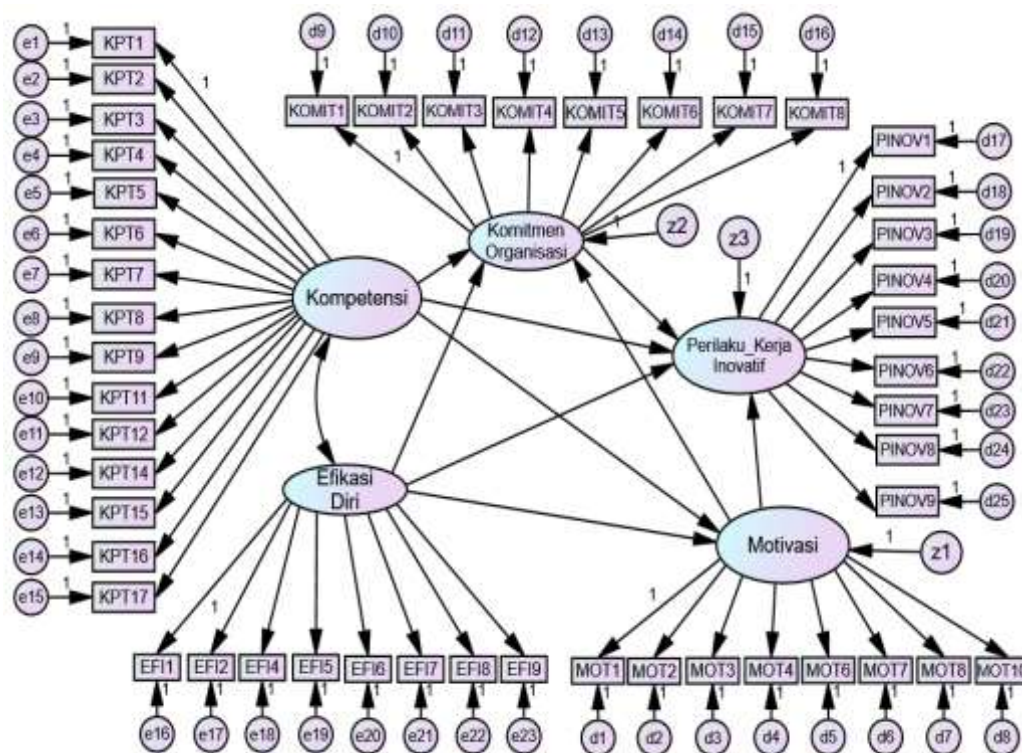 e1 1 KPT1
e2 1 KPT2
e3 1 KPT3
e4 1 KPT4
e5 1 KPT5
e6 1 KPT6
e7 1 KPT7
e8 1 KPT8
e9 1 KPT9
e10 1 KPT11
e11 1 KPT12
e12 1 KPT14
e13 1 KPT15
e14 1 KPT16
e15 1 KPT17
1
d9 d10 d11 d12 d13 d14 d15 d16
1 1 1 1 1 1 1 1
KOMIT1 KOMIT2 KOMIT3 KOMIT4 KOMIT5 KOMIT6 KOMIT7 KOMIT8
1
Komitmen
Organisasi
1 z2
z3
1
Kompetensi
Perilaku_Kerja
Inovatif
1
PINOV1 1 d17
PINOV2 1 d18
PINOV3 1 d19
PINOV4 1 d20
PINOV5 1 d21
PINOV6 1 d22
PINOV7 1 d23
PINOV8 1 d24
PINOV9 1 d25
Efikasi
Diri
Motivasi
1 z1
1
EFI1 EFI2 EFI4 EFI5 EFI6 EFI7 EFI8 EFI9
1 1 1 1 1 1 1 1
e16 e17 e18 e19 e20 e21 e22 e23
1
MOT1 MOT2 MOT3 MOT4 MOT6 MOT7 MOT8 MOT10
1 1 1 1 1 1 1 1
d1 d2 d3 d4 d5 d6 d7 d8